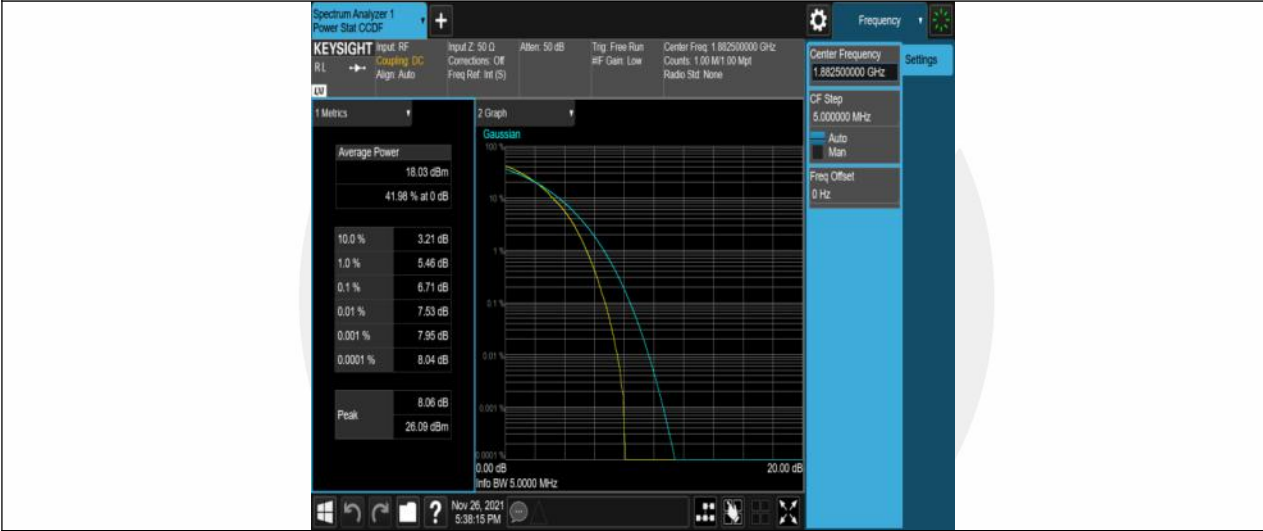 Spectrum Analyzer 1
Power Stat CCDF
+
Frequency
KEYSIGHT
RL
LV
Input: RF
Coupling: DC
Align: Auto
Input Z: 50 Ω
Corrections: Off
Freq Ref: Int (S)
Atten: 50 dB
Trig: Free Run
#IF Gain: Low
Center Freq: 1.882500000 GHz
Counts: 1.00 M/1.00 Mpt
Radio Std: None
Center Frequency
1.882500000 GHz
Settings
CF Step
5.000000 MHz
Auto
Man
Freq Offset
0 Hz
1 Metrics
Average Power
18.03 dBm
41.98 % at 0 dB
10.0 % 3.21 dB
1.0 % 5.46 dB
0.1 % 6.71 dB
0.01 % 7.53 dB
0.001 % 7.95 dB
0.0001 % 8.04 dB
Peak
8.06 dB
26.09 dBm
2 Graph
Gaussian
100 %
10 %
1 %
0.1 %
0.01 %
0.001 %
0.0001 %
0.00 dB
20.00 dB
Info BW 5.0000 MHz
?
Nov 26, 2021
5:38:15 PM